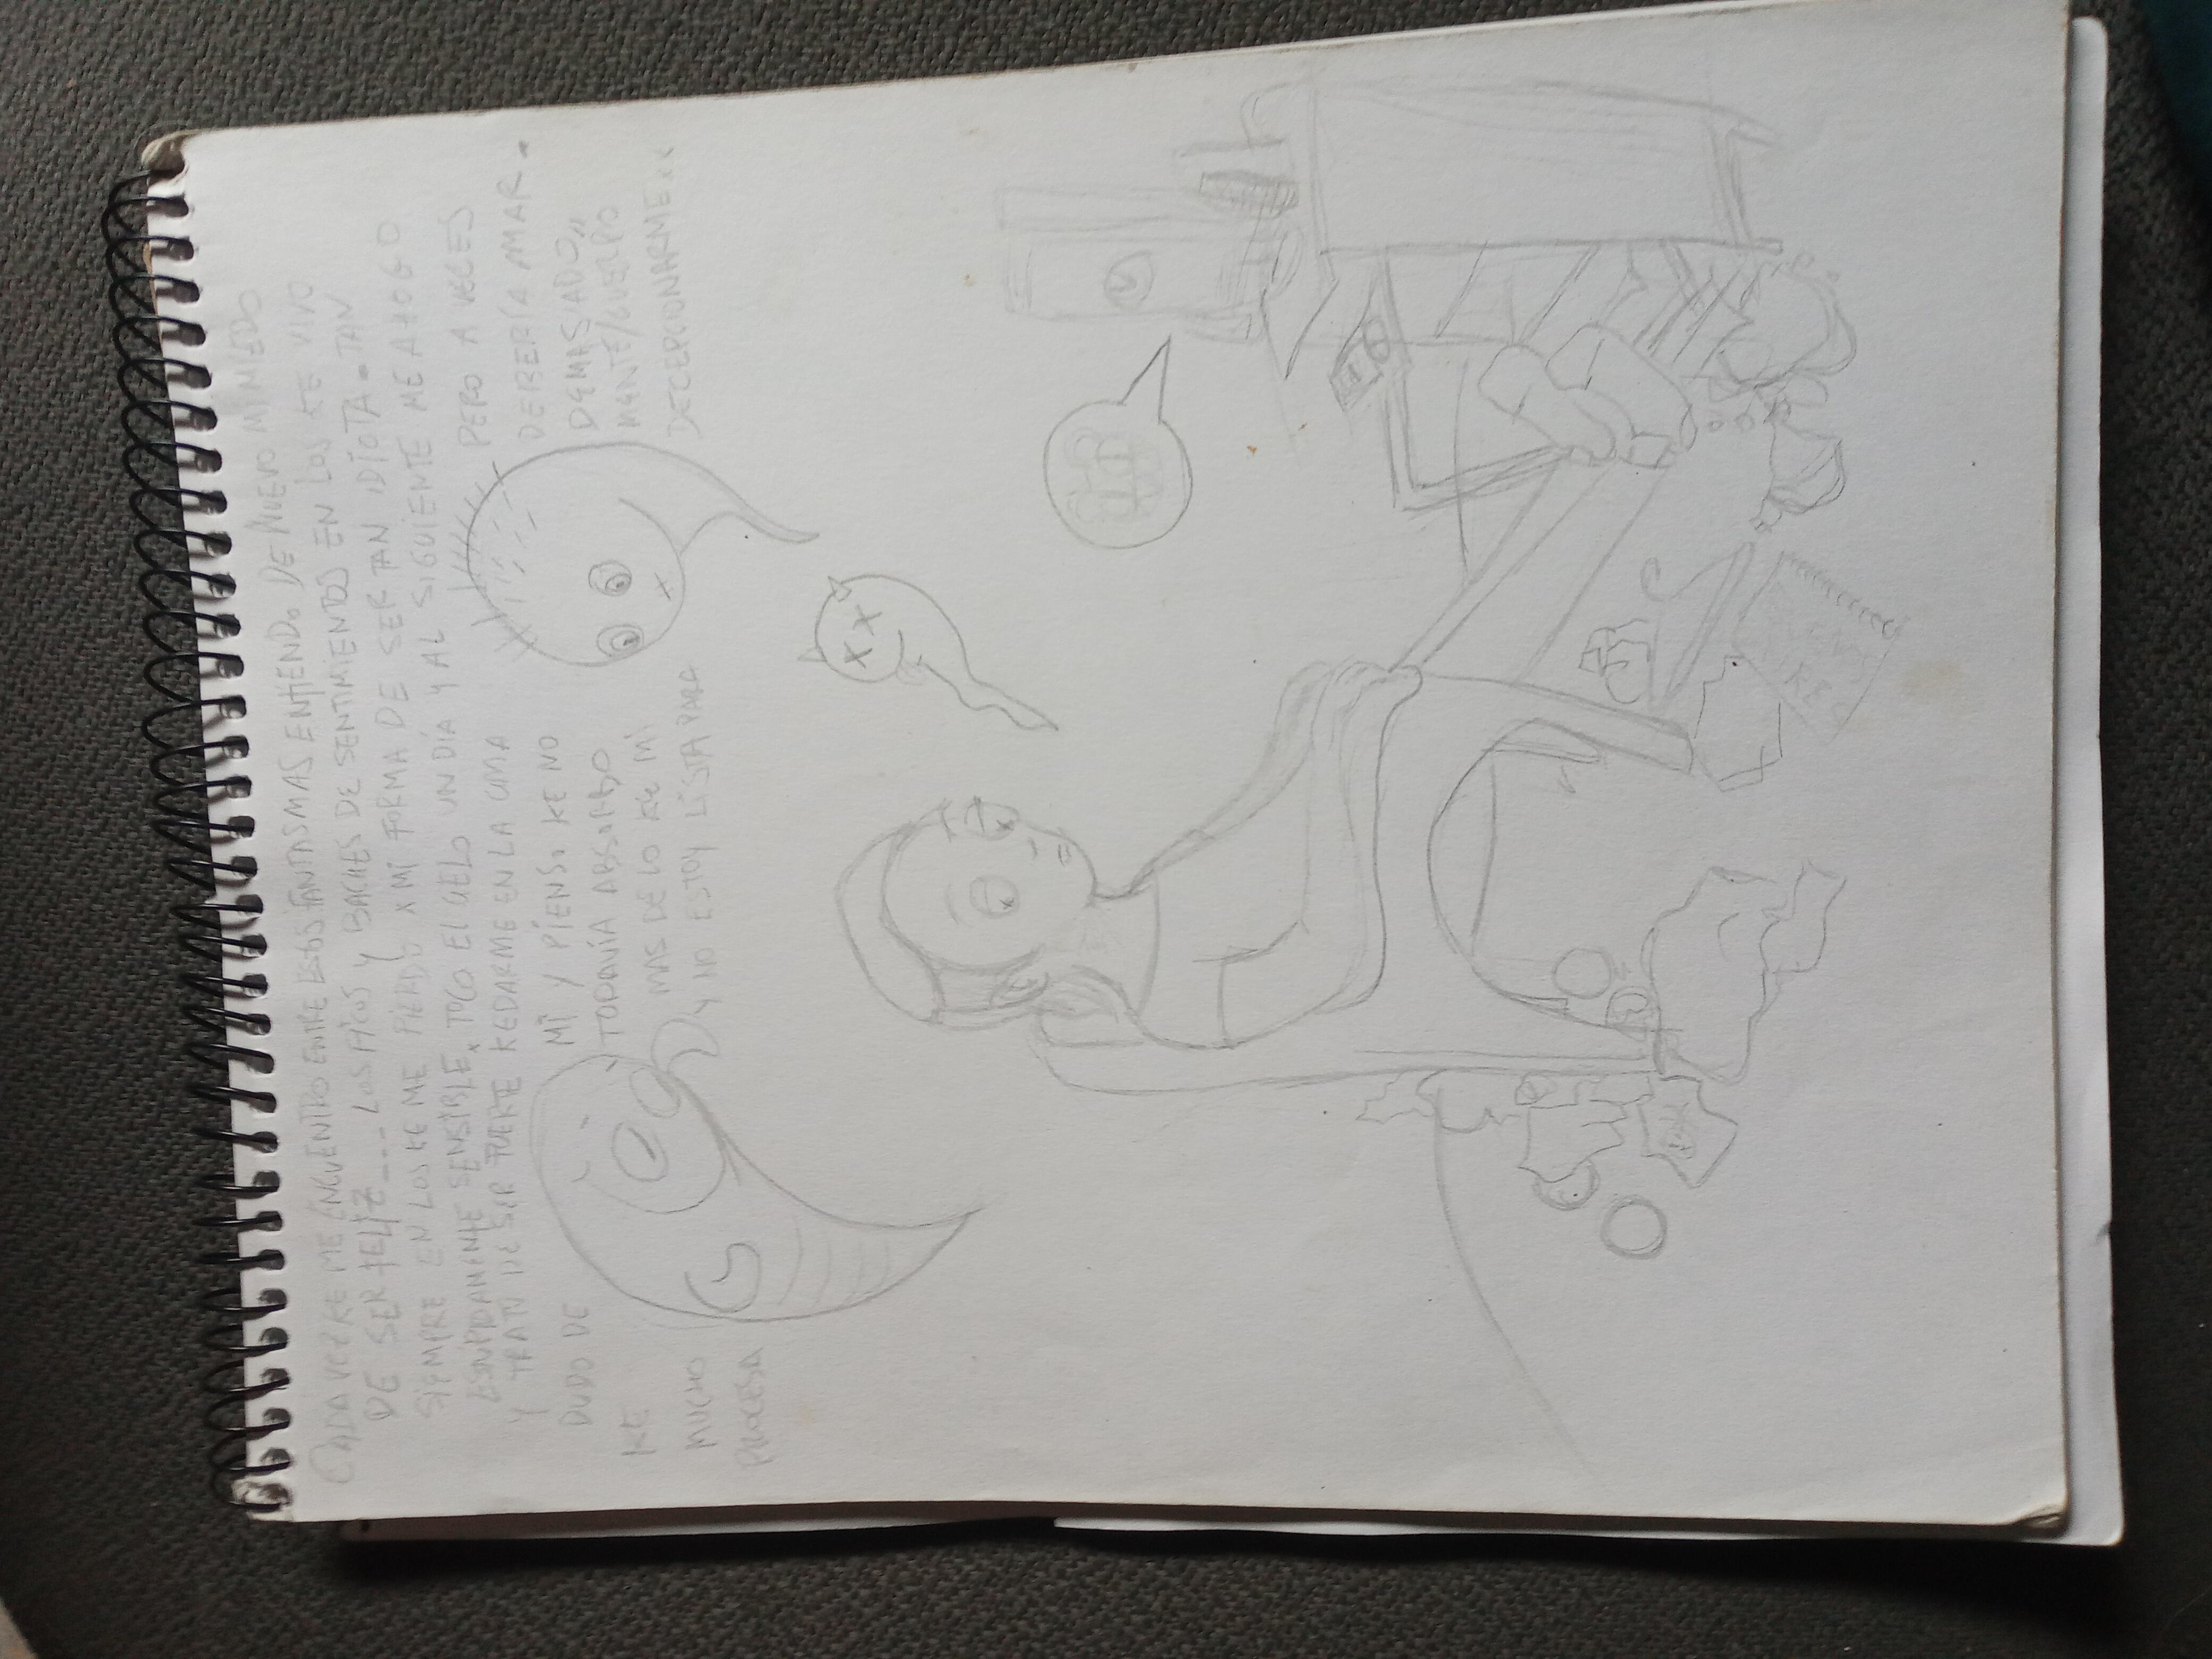 CADA VEZ KE ME ENCUENTRO ENTRE ESTOS FANTASMAS ENTIENDO DE NUEVO MI MIEDO
DE SER FELIZ___ LOS PICOS Y BACHES DE SENTIMIENTOS EN LOS KE VIVO
SIEMPRE EN LOS KE ME PIERDO X MI FORMA DE SER TAN IDIOTA. TAN
ESTÚPIDAMENTE SENSIBLE. TOCO EL CIELO UN DÍA Y AL SIGUIENTE ME AHOGO
Y TRATO DE SER FUERTE KEDARME EN LA CIMA PERO A VECES
DUDO DE MÍ Y PIENSO KE NO DEBERÍA AMAR.
KE TODAVÍA ABSORBO DEMASIADO,,
MUCHO MAS DE LO KE MI MENTE/CUERPO
PROCESA Y NO ESTOY LISTA PARA DECEPCIONARME xx